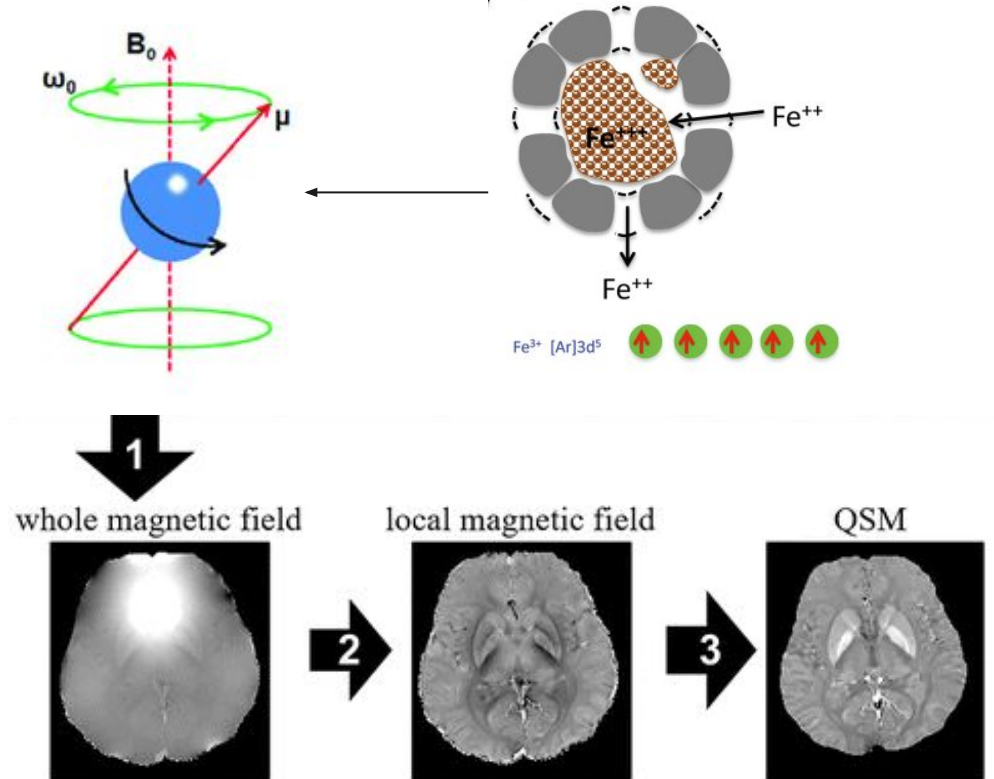 B₀
ω₀
μ
Fe⁺⁺⁺
Fe⁺⁺
Fe⁺⁺
Fe³⁺ [Ar]3d⁵
1
whole magnetic field
local magnetic field
QSM
2
3